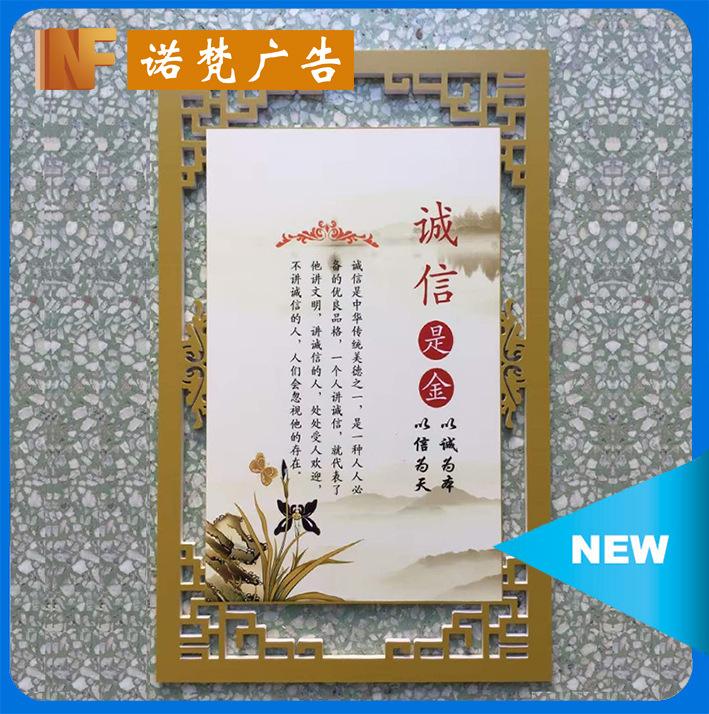 NF 诺梵广告
诚信是金
以诚为本
以信为天
诚信是中华传统美德之一，是一种人人必
备的优良品格，一个人讲诚信，就代表了
他讲文明，讲诚信的人，处处受人欢迎，
不讲诚信的人，人们会忽视他的存在。
NEW